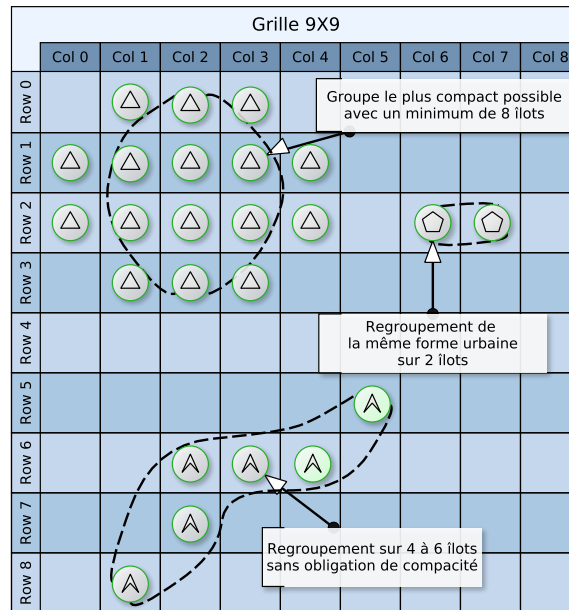 Grille 9X9
Col 0 Col 1 Col 2 Col 3 Col 4 Col 5 Col 6 Col 7 Col 8
Row 0
Groupe le plus compact possible
avec un minimum de 8 îlots
Row 1
Row 2
Row 3
Row 4
Regroupement de
la même forme urbaine
sur 2 îlots
Row 5
Row 6
Row 7
Regroupement sur 4 à 6 îlots
sans obligation de compacité
Row 8